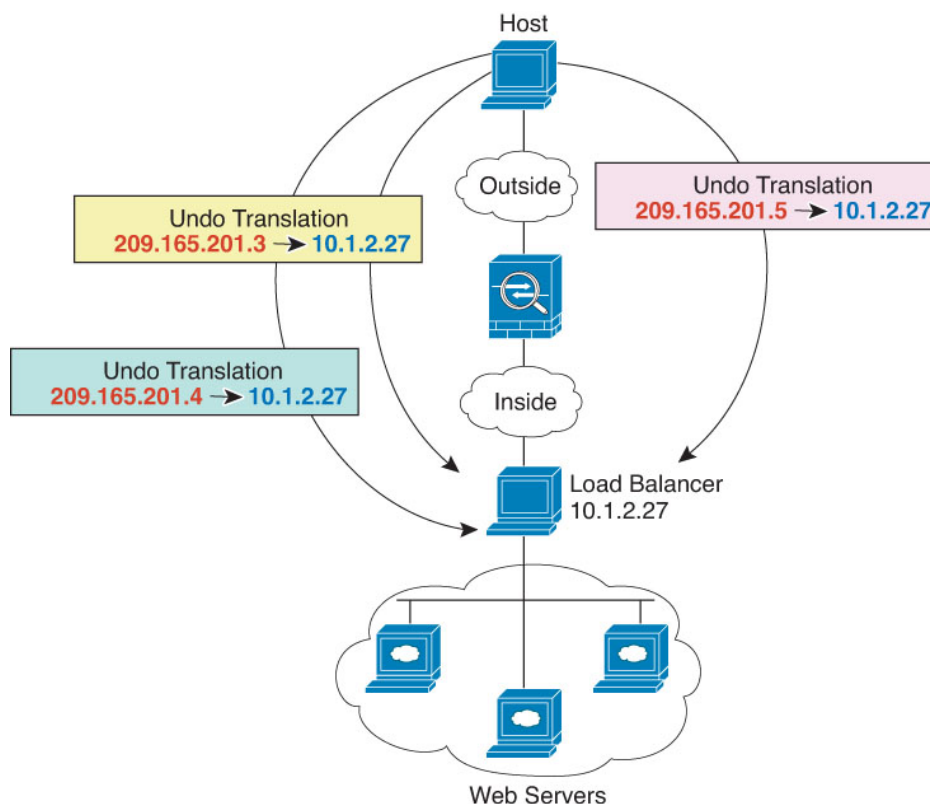 Host
Outside
Undo Translation
209.165.201.5 → 10.1.2.27
Undo Translation
209.165.201.3 → 10.1.2.27
Undo Translation
209.165.201.4 → 10.1.2.27
Inside
Load Balancer
10.1.2.27
Web Servers